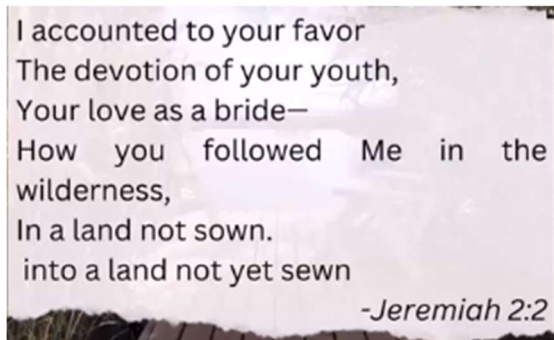 I accounted to your favor
The devotion of your youth,
Your love as a bride—
How you followed Me in the
wilderness,
In a land not sown.
into a land not yet sewn
-Jeremiah 2:2